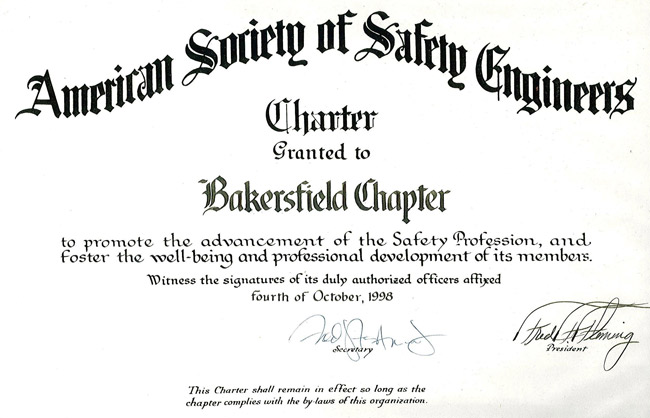 American Society of Safety Engineers
Charter
Granted to
Bakersfield Chapter
to promote the advancement of the Safety Profession, and
foster the well-being and professional development of its members.
Witness the signatures of its duly authorized officers affixed
fourth of October, 1998
Fred H Fleming
Secretary
President
This Charter shall remain in effect so long as the
chapter complies with the by-laws of this organization.